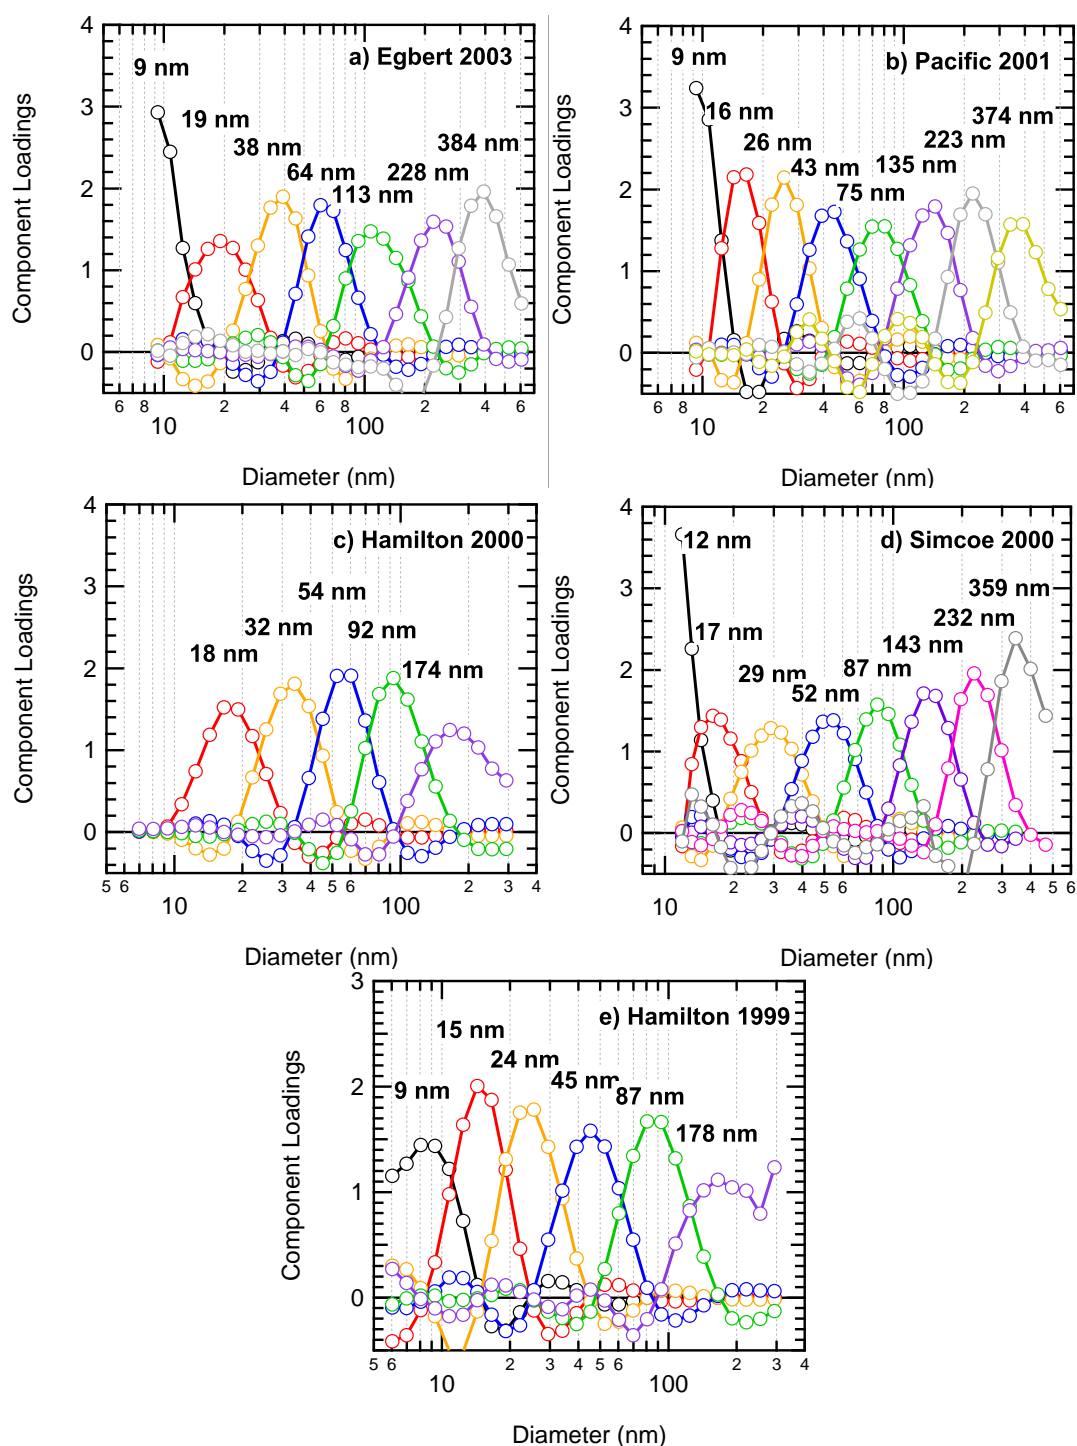 a) Egbert 2003
9 nm
19 nm
38 nm
64 nm
113 nm
228 nm
384 nm
Component Loadings
4
3
2
1
0
6 8 2 4 6 8 2 4 6
10 100
Diameter (nm)
b) Pacific 2001
9 nm
16 nm
26 nm
43 nm
75 nm
135 nm
223 nm
374 nm
Component Loadings
4
3
2
1
0
6 8 2 4 6 8 2 4 6
10 100
Diameter (nm)
c) Hamilton 2000
18 nm
32 nm
54 nm
92 nm
174 nm
Component Loadings
4
3
2
1
0
5 6 2 3 4 5 6 2 3 4
10 100
Diameter (nm)
d) Simcoe 2000
12 nm
17 nm
29 nm
52 nm
87 nm
143 nm
232 nm
359 nm
Component Loadings
4
3
2
1
0
2 3 4 5 6 2 3 4 5 6
10 100
Diameter (nm)
e) Hamilton 1999
9 nm
15 nm
24 nm
45 nm
87 nm
178 nm
Component Loadings
3
2
1
0
5 6 2 3 4 5 6 2 3 4
10 100
Diameter (nm)